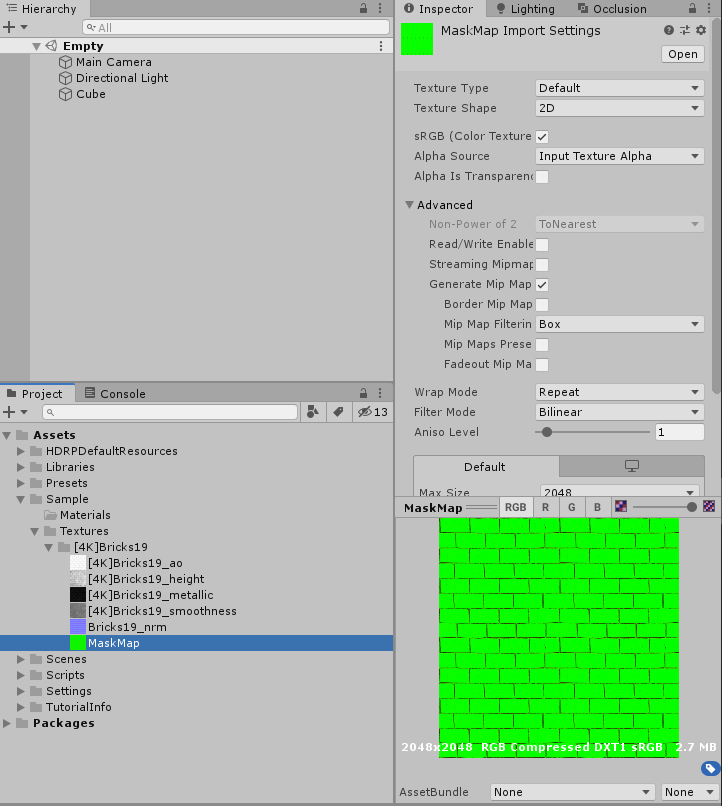 Hierarchy
All
Empty
Main Camera
Directional Light
Cube
Project
Console
13
Assets
HDRPDefaultResources
Libraries
Presets
Sample
Materials
Textures
[4K]Bricks19
[4K]Bricks19_ao
[4K]Bricks19_height
[4K]Bricks19_metallic
[4K]Bricks19_smoothness
Bricks19_nrm
MaskMap
Scenes
Scripts
Settings
TutorialInfo
Packages
Inspector
Lighting
Occlusion
MaskMap Import Settings
Open
Texture Type Default
Texture Shape 2D
sRGB (Color Texture
Alpha Source Input Texture Alpha
Alpha Is Transparenc
Advanced
Non-Power of 2 ToNearest
Read/Write Enable
Streaming Mipmap
Generate Mip Map
Border Mip Map
Mip Map Filterin Box
Mip Maps Prese
Fadeout Mip Ma
Wrap Mode Repeat
Filter Mode Bilinear
Aniso Level 1
Default
Max Size 2048
MaskMap RGB R G B
2048x2048 RGB Compressed DXT1 sRGB 2.7 MB
AssetBundle None None